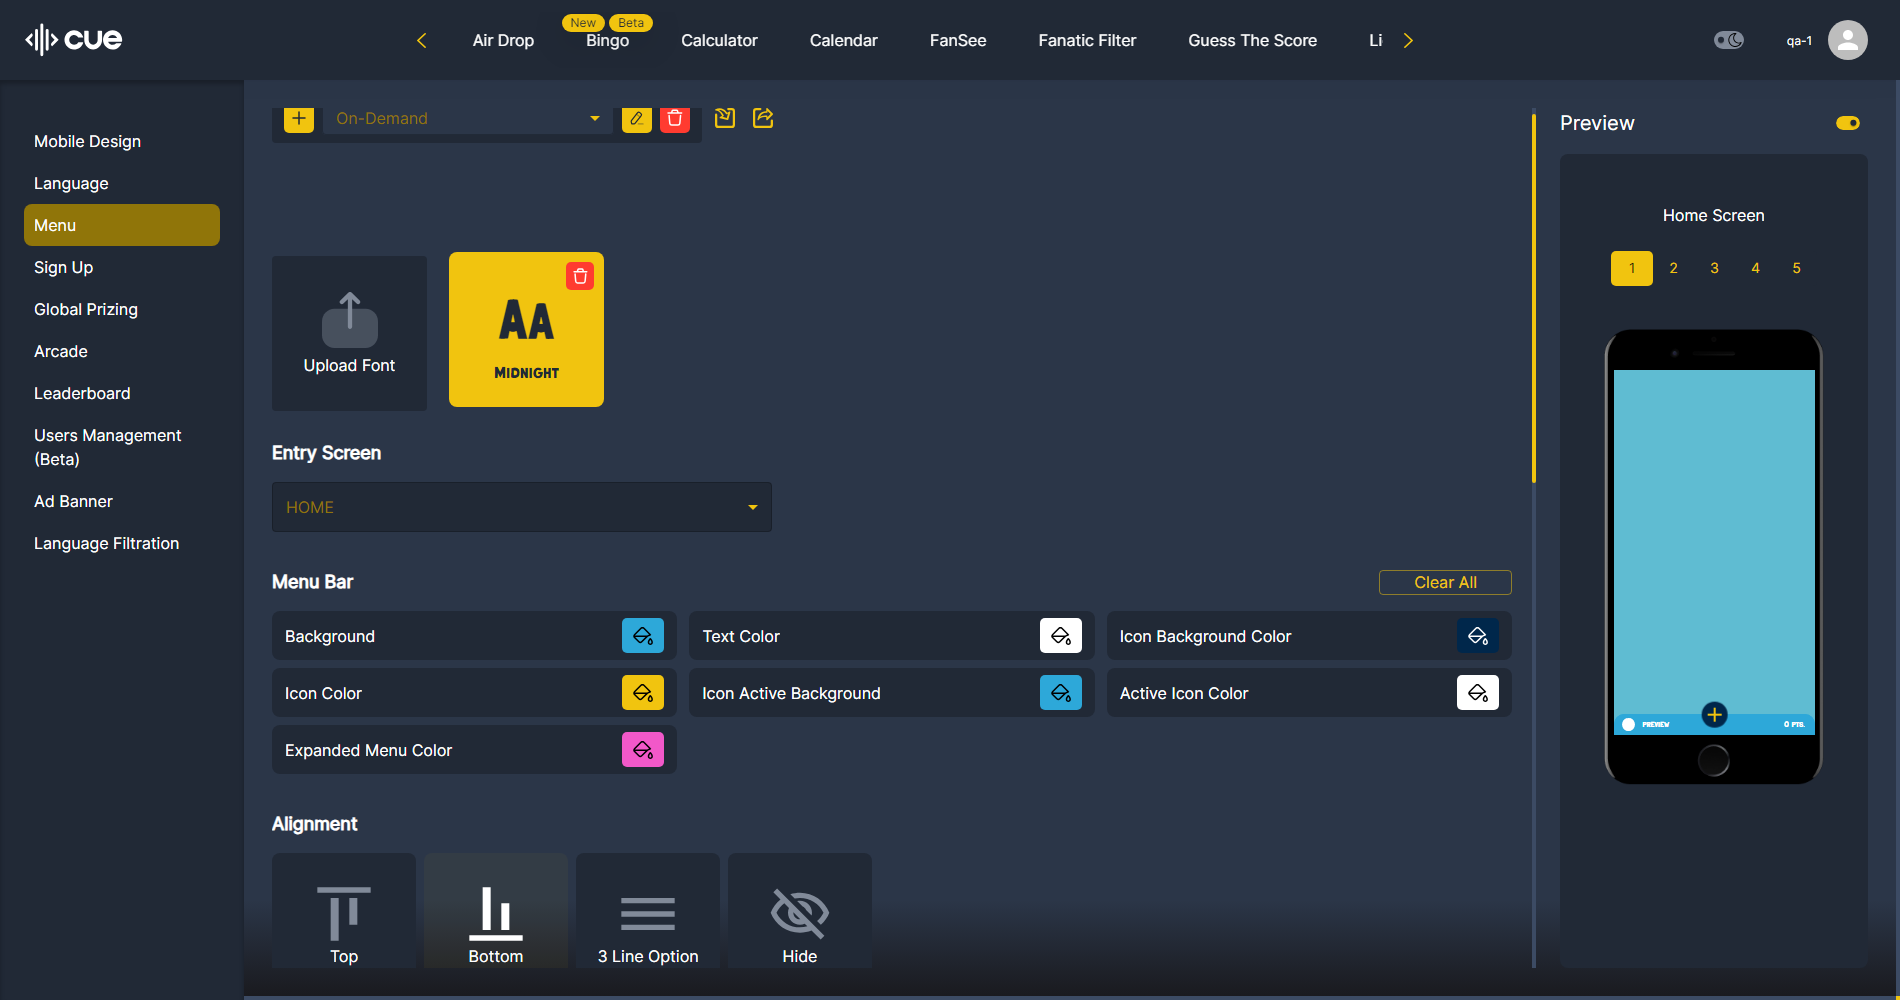 cue
Air Drop
New
Beta
Bingo
Calculator
Calendar
FanSee
Fanatic Filter
Guess The Score
Li
qa-1
Mobile Design
Language
Menu
Sign Up
Global Prizing
Arcade
Leaderboard
Users Management
(Beta)
Ad Banner
Language Filtration
On-Demand
Upload Font
AA
MIDNIGHT
Entry Screen
HOME
Menu Bar
Clear All
Background
Text Color
Icon Background Color
Icon Color
Icon Active Background
Active Icon Color
Expanded Menu Color
Alignment
Top
Bottom
3 Line Option
Hide
Preview
Home Screen
1 2 3 4 5
PREVIEW
0 PTS.